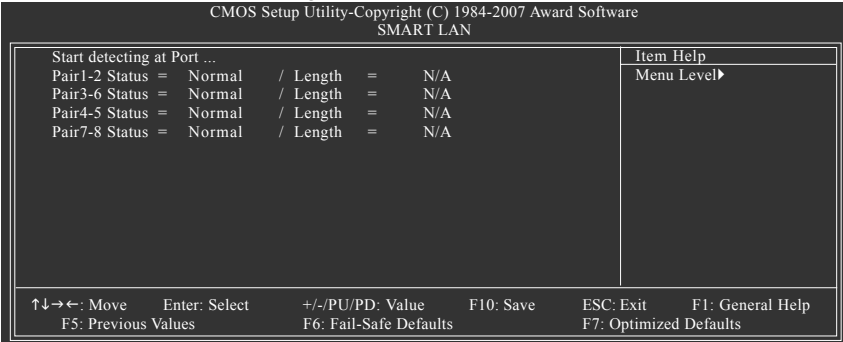 CMOS Setup Utility-Copyright (C) 1984-2007 Award Software
SMART LAN
Start detecting at Port ...
Pair1-2 Status = Normal / Length = N/A
Pair3-6 Status = Normal / Length = N/A
Pair4-5 Status = Normal / Length = N/A
Pair7-8 Status = Normal / Length = N/A
Item Help
Menu Level▶
↑↓→←: Move Enter: Select +/-/PU/PD: Value F10: Save ESC: Exit F1: General Help
F5: Previous Values F6: Fail-Safe Defaults F7: Optimized Defaults